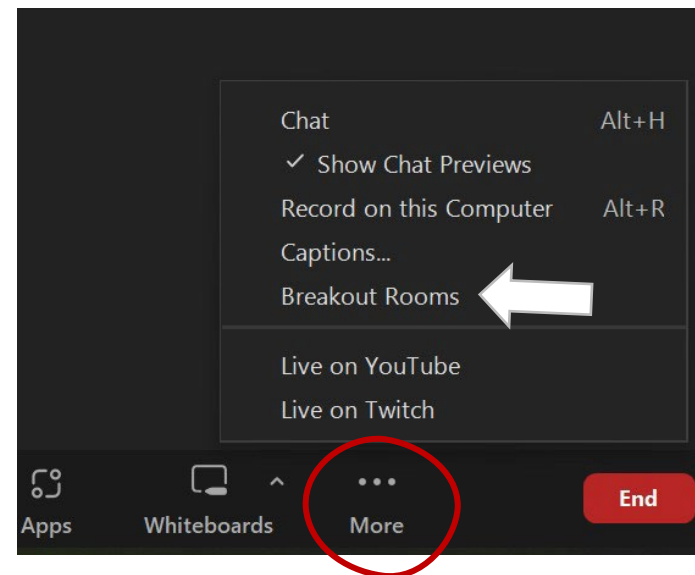 Chat Alt+H
✓ Show Chat Previews
Record on this Computer Alt+R
Captions...
Breakout Rooms
Live on YouTube
Live on Twitch
Apps Whiteboards More End